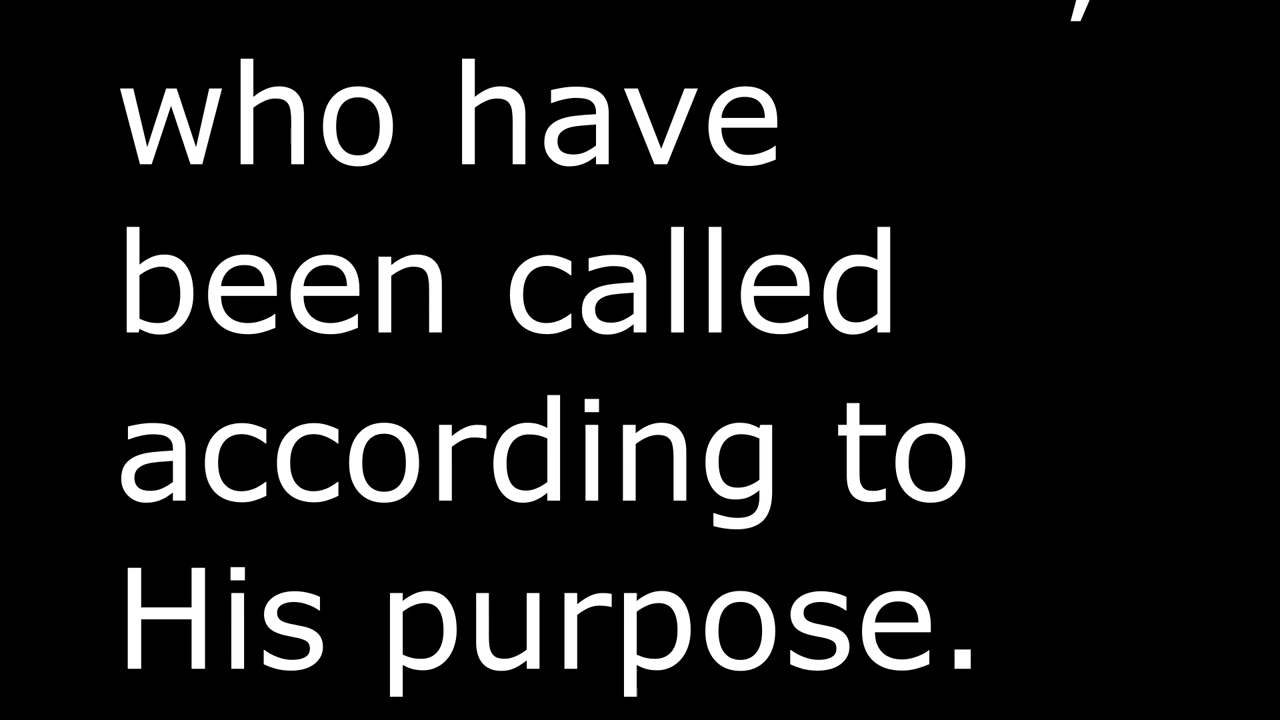 who have
been called
according to
His purpose.